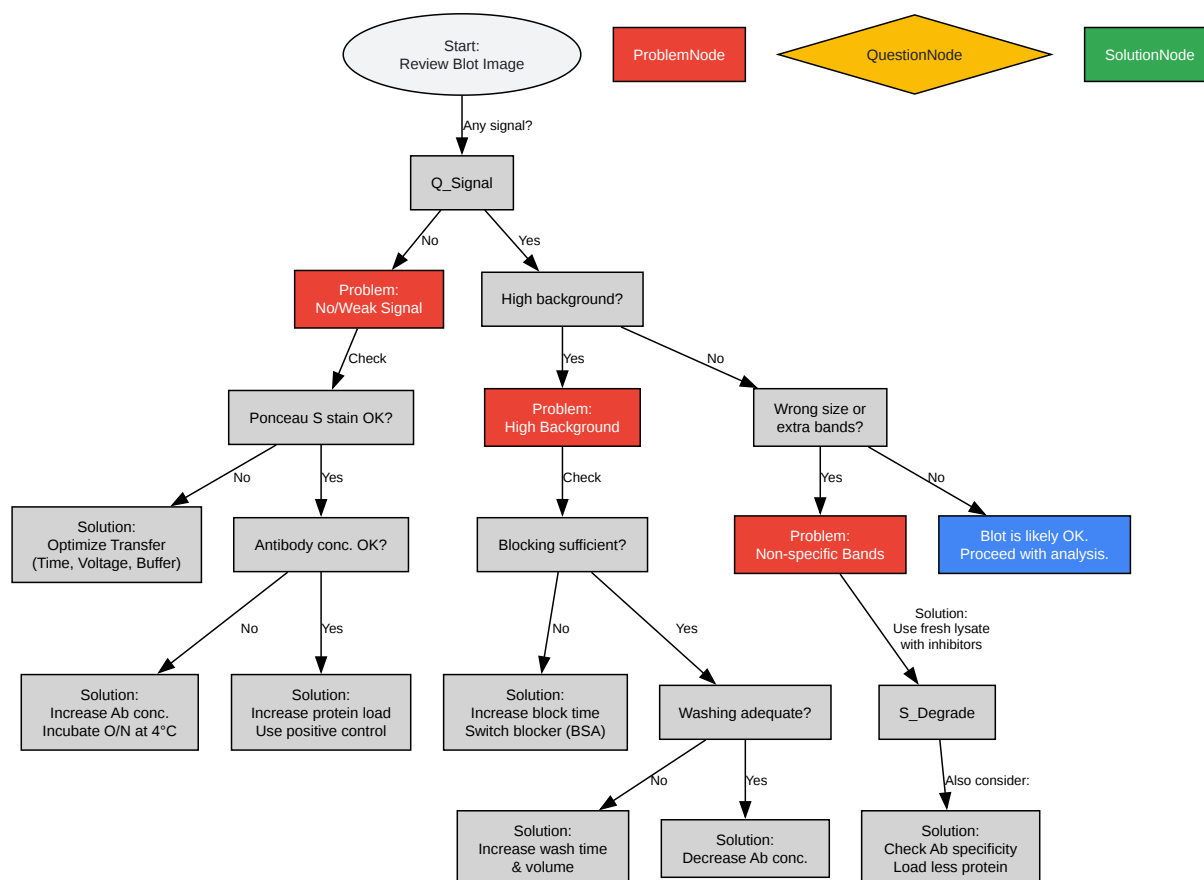 Start:
Review Blot Image
ProblemNode
QuestionNode
SolutionNode
Any signal?
Q_Signal
No
Yes
Problem:
No/Weak Signal
High background?
Check
Yes
No
Ponceau S stain OK?
Problem:
High Background
Wrong size or
extra bands?
No
Yes
Check
Yes
No
Solution:
Optimize Transfer
(Time, Voltage, Buffer)
Antibody conc. OK?
Blocking sufficient?
Problem:
Non-specific Bands
Blot is likely OK.
Proceed with analysis.
No
Yes
No
Yes
Solution:
Use fresh lysate
with inhibitors
Solution:
Increase Ab conc.
Incubate O/N at 4°C
Solution:
Increase protein load
Use positive control
Solution:
Increase block time
Switch blocker (BSA)
Washing adequate?
S_Degrade
No
Yes
Also consider:
Solution:
Increase wash time
& volume
Solution:
Decrease Ab conc.
Solution:
Check Ab specificity
Load less protein